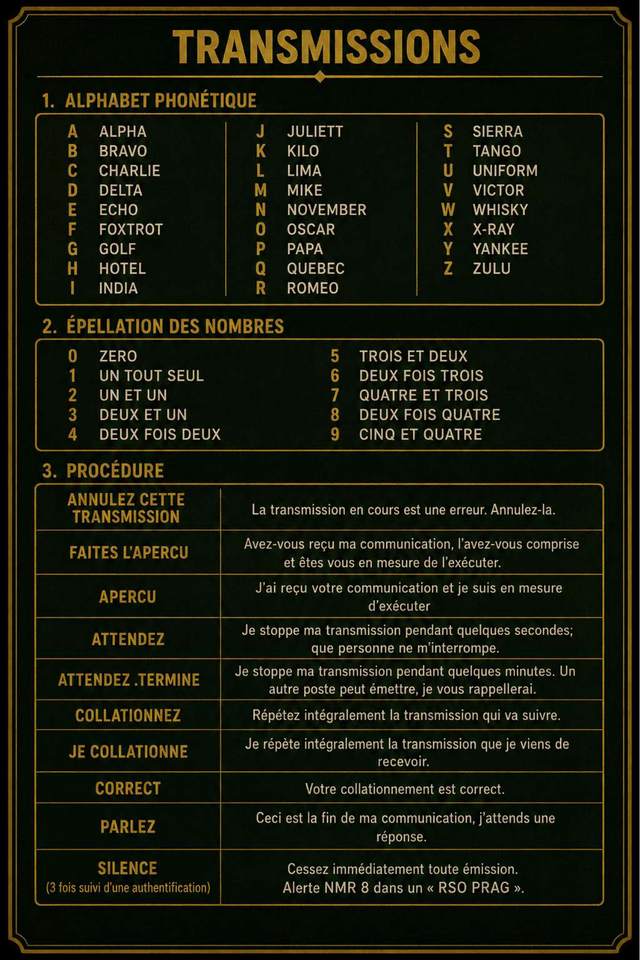 TRANSMISSIONS
1. ALPHABET PHONÉTIQUE
A ALPHA
B BRAVO
C CHARLIE
D DELTA
E ECHO
F FOXTROT
G GOLF
H HOTEL
I INDIA
J JULIETT
K KILO
L LIMA
M MIKE
N NOVEMBER
O OSCAR
P PAPA
Q QUEBEC
R ROMEO
S SIERRA
T TANGO
U UNIFORM
V VICTOR
W WHISKY
X X-RAY
Y YANKEE
Z ZULU
2. ÉPELLATION DES NOMBRES
0 ZERO
1 UN TOUT SEUL
2 UN ET UN
3 DEUX ET UN
4 DEUX FOIS DEUX
5 TROIS ET DEUX
6 DEUX FOIS TROIS
7 QUATRE ET TROIS
8 DEUX FOIS QUATRE
9 CINQ ET QUATRE
3. PROCÉDURE
ANNULEZ CETTE
TRANSMISSION
La transmission en cours est une erreur. Annulez-la.
FAITES L'APERCU
Avez-vous reçu ma communication, l'avez-vous comprise
et êtes vous en mesure de l'exécuter.
APERCU
J'ai reçu votre communication et je suis en mesure
d'exécuter
ATTENDEZ
Je stoppe ma transmission pendant quelques secondes;
que personne ne m'interrompe.
ATTENDEZ .TERMINE
Je stoppe ma transmission pendant quelques minutes. Un
autre poste peut émettre, je vous rappellerai.
COLLATIONNEZ
Répétez intégralement la transmission qui va suivre.
JE COLLATIONNE
Je répète intégralement la transmission que je viens de
recevoir.
CORRECT
Votre collationnement est correct.
PARLEZ
Ceci est la fin de ma communication, j'attends une
réponse.
SILENCE
(3 fois suivi d'une authentification)
Cessez immédiatement toute émission.
Alerte NMR 8 dans un « RSO PRAG ».